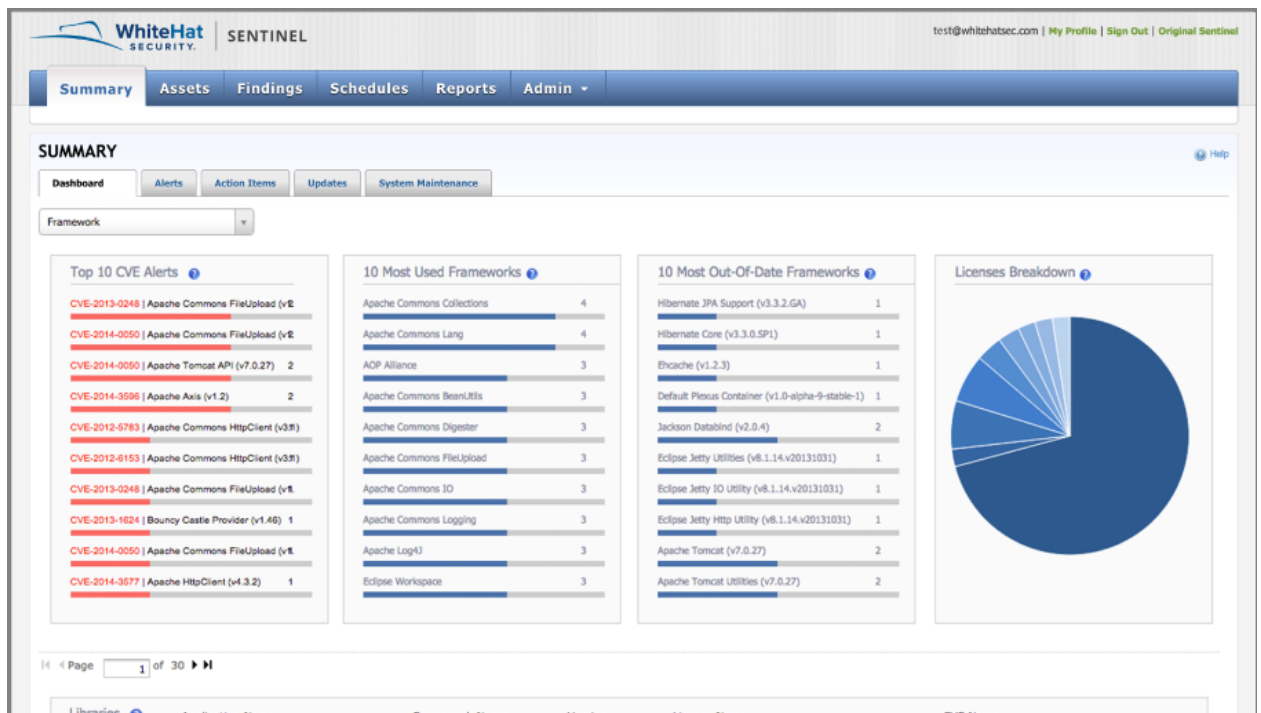 WhiteHat SECURITY. SENTINEL
test@whitehatsec.com | My Profile | Sign Out | Original Sentinel
Summary Assets Findings Schedules Reports Admin
SUMMARY
Help
Dashboard Alerts Action Items Updates System Maintenance
Framework
Top 10 CVE Alerts
CVE-2013-0248 | Apache Commons FileUpload (v
CVE-2014-0050 | Apache Commons FileUpload (v
CVE-2014-0050 | Apache Tomcat API (v7.0.27) 2
CVE-2014-3596 | Apache Axis (v1.2) 2
CVE-2012-5783 | Apache Commons HttpClient
CVE-2012-6153 | Apache Commons HttpClient
CVE-2013-0248 | Apache Commons FileUpload (v
CVE-2013-1624 | Bouncy Castle Provider (v1.46) 1
CVE-2014-0050 | Apache Commons FileUpload (v
CVE-2014-3577 | Apache HttpClient (v4.3.2) 1
10 Most Used Frameworks
Apache Commons Collections 4
Apache Commons Lang 4
AOP Alliance 3
Apache Commons BeanUtils 3
Apache Commons Digester 3
Apache Commons FileUpload 3
Apache Commons IO 3
Apache Commons Logging 3
Apache Log4J 3
Eclipse Workspace 3
10 Most Out-Of-Date Frameworks
Hibernate JPA Support (v3.3.2.GA) 1
Hibernate Core (v3.3.0.SP1) 1
Ehcache (v1.2.3) 1
Default Plexus Container (v1.0-alpha-9-stable-1) 1
Jackson Databind (v2.0.4) 2
Eclipse Jetty Utilities (v8.1.14.v20131031) 1
Eclipse Jetty IO Utility (v8.1.14.v20131031) 1
Eclipse Jetty Http Utility (v8.1.14.v20131031) 1
Apache Tomcat (v7.0.27) 2
Apache Tomcat Utilities (v7.0.27) 2
Licenses Breakdown
Page 1 of 30
Libraries